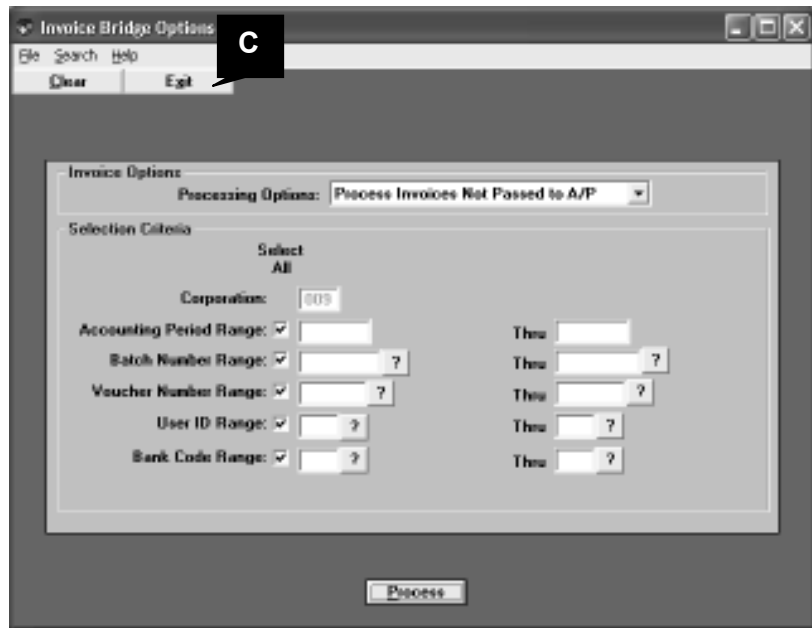 Invoice Bridge Options
C
File Search Help
Clear Exit
Invoice Options
Processing Options: Process Invoices Not Passed to A/P
Selection Criteria
Select
All
Corporation: 009
Accounting Period Range: Thru
Batch Number Range: ? Thru ?
Voucher Number Range: ? Thru ?
User ID Range: ? Thru ?
Bank Code Range: ? Thru ?
Process